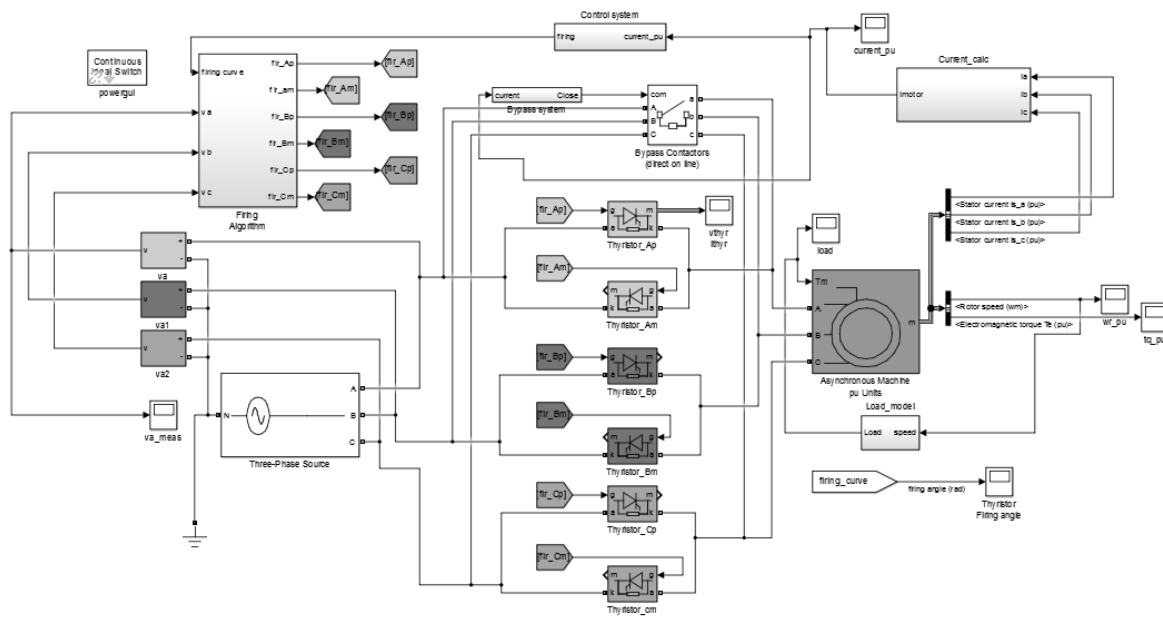 Control system
firing
current_pu
current_pu
Continuous
Ideal Switch
powergui
firing curve
va
vb
vc
fir_Ap
fir_am
fir_Bp
fir_Bm
fir_Cp
fir_Cm
Firing
Algorithm
[fir_Ap]
[fir_Am]
[fir_Bp]
[fir_Bm]
[fir_Cp]
[fir_Cm]
current
Close
Bypass system
com
A
B
C
a
b
c
Bypass Contactors
(direct on line)
Current_calc
Imotor
Ia
Ib
Ic
<Stator current is_a (pu)>
<Stator current is_b (pu)>
<Stator current is_c (pu)>
v
+
-
va
v
+
-
va1
v
+
-
va2
va_meas
N
A
B
C
Three-Phase Source
[fir_Ap]
g
m
a
k
Thyristor_Ap
vthyr
Ithyr
[fir_Am]
m
g
k
a
Thyristor_Am
[fir_Bp]
g
m
a
k
Thyristor_Bp
[fir_Bm]
m
g
k
a
Thyristor_Bm
[fir_Cp]
g
m
a
k
Thyristor_Cp
[fir_Cm]
m
g
k
a
Thyristor_cm
load
Tm
A
B
C
m
Asynchronous Machine
pu Units
<Rotor speed (wm)>
<Electromagnetic torque Te (pu)>
wr_pu
tq_pu
Load_model
Load
speed
firing_curve
firing angle (rad)
Thyristor
Firing angle